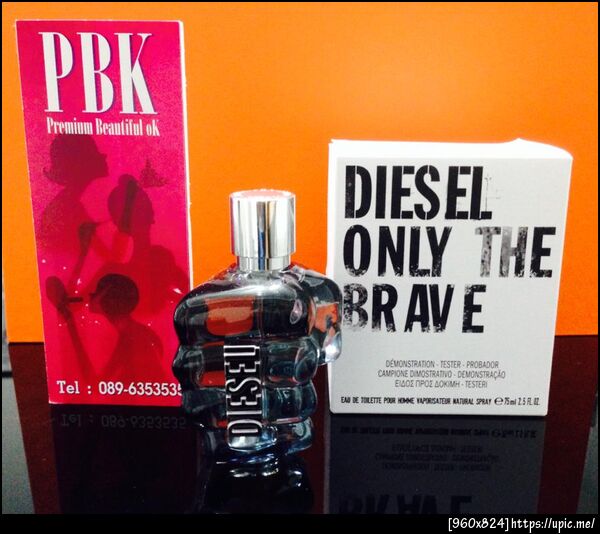 PBK
Premium Beautiful oK
Tel : 089-6353535
DIESEL
DIESEL
ONLY THE
BRAVE
DÉMONSTRATION - TESTER - PROBADOR
CAMPIONE DIMOSTRATIVO - DEMONSTRAÇÃO
ΕΙΔΟΣ ΠΡΟΣ ΔΟΚΙΜΗ - TESTERI
EAU DE TOILETTE POUR HOMME VAPORISATEUR NATURAL SPRAY ℮ 75ml 2.5 FL.OZ.
[960x824]https://upic.me/